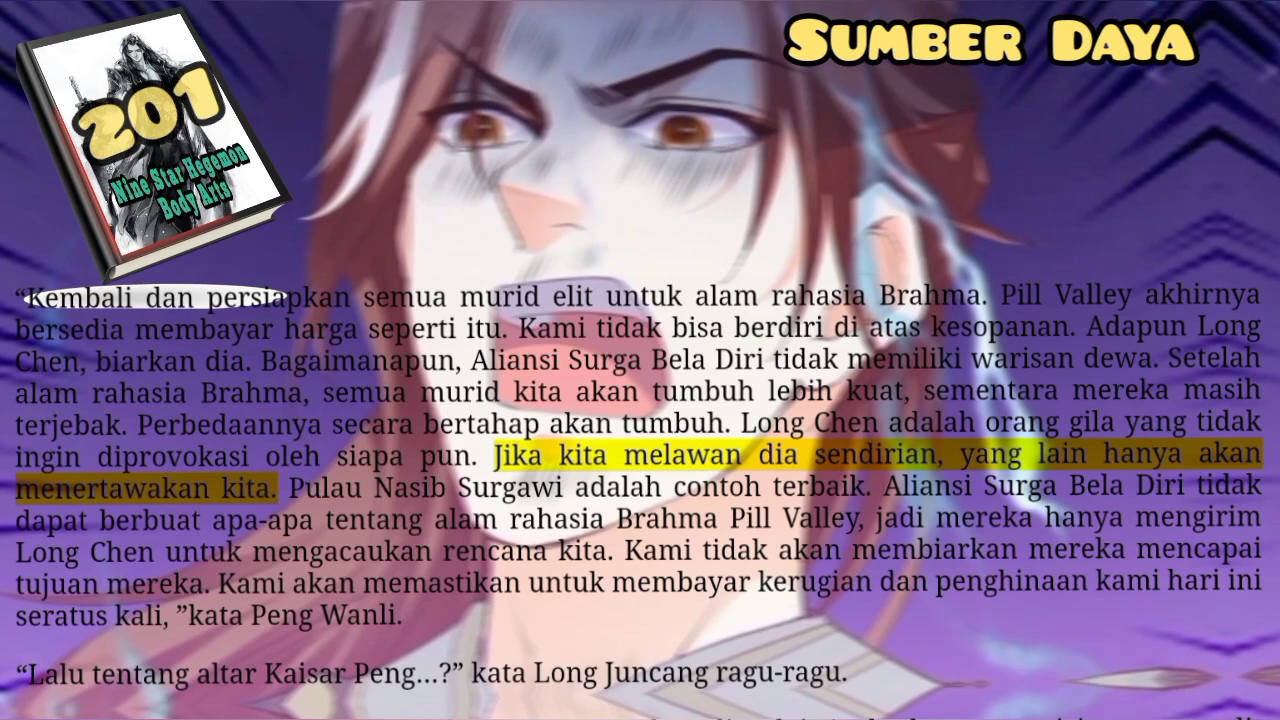 SUMBER DAYA
201
Nine Star Hegemon
Body Arts
“Kembali dan persiapkan semua murid elit untuk alam rahasia Brahma. Pill Valley akhirnya
bersedia membayar harga seperti itu. Kami tidak bisa berdiri di atas kesopanan. Adapun Long
Chen, biarkan dia. Bagaimanapun, Aliansi Surga Bela Diri tidak memiliki warisan dewa. Setelah
alam rahasia Brahma, semua murid kita akan tumbuh lebih kuat, sementara mereka masih
terjebak. Perbedaannya secara bertahap akan tumbuh. Long Chen adalah orang gila yang tidak
ingin diprovokasi oleh siapa pun. Jika kita melawan dia sendirian, yang lain hanya akan
menertawakan kita. Pulau Nasib Surgawi adalah contoh terbaik. Aliansi Surga Bela Diri tidak
dapat berbuat apa-apa tentang alam rahasia Brahma Pill Valley, jadi mereka hanya mengirim
Long Chen untuk mengacaukan rencana kita. Kami tidak akan membiarkan mereka mencapai
tujuan mereka. Kami akan memastikan untuk membayar kerugian dan penghinaan kami hari ini
seratus kali, ”kata Peng Wanli.
“Lalu tentang altar Kaisar Peng...?” kata Long Juncang ragu-ragu.